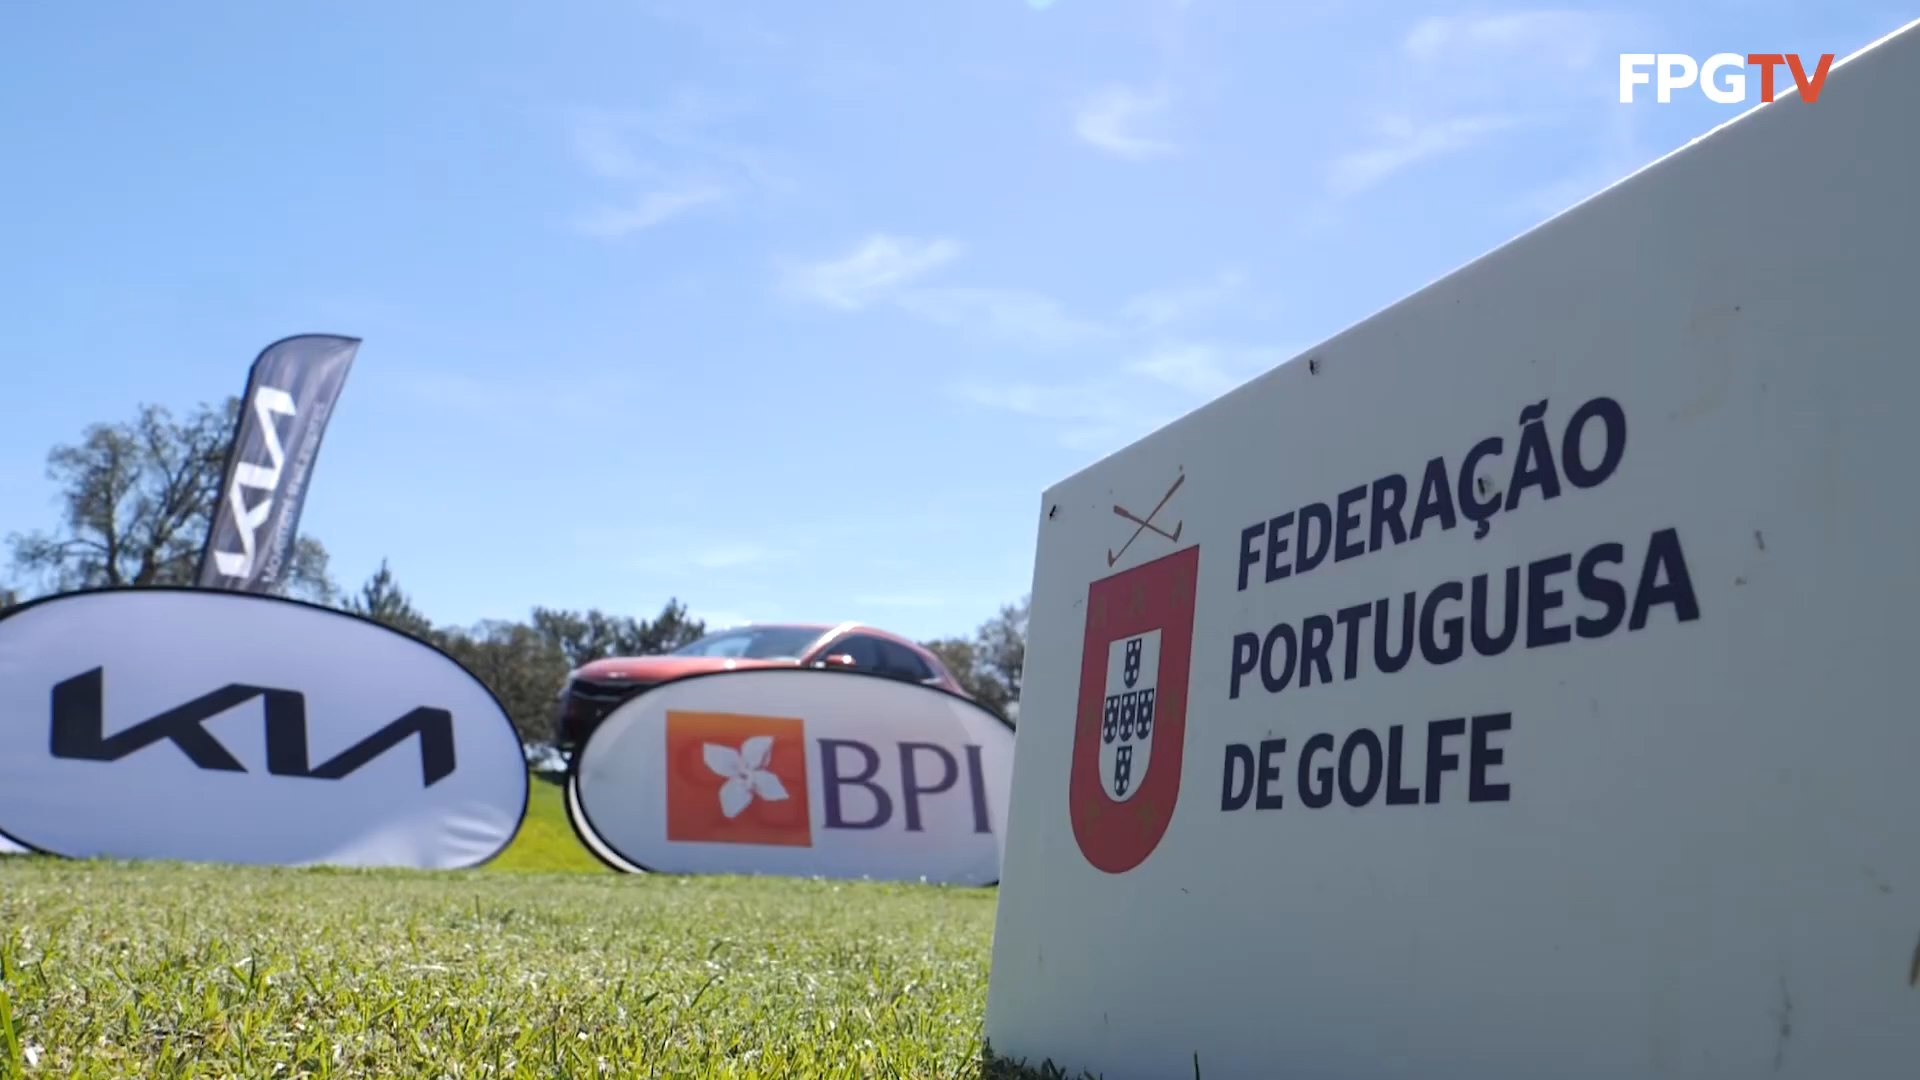 FPGTV
KIA
KIA
BPI
FEDERAÇÃO
PORTUGUESA
DE GOLFE